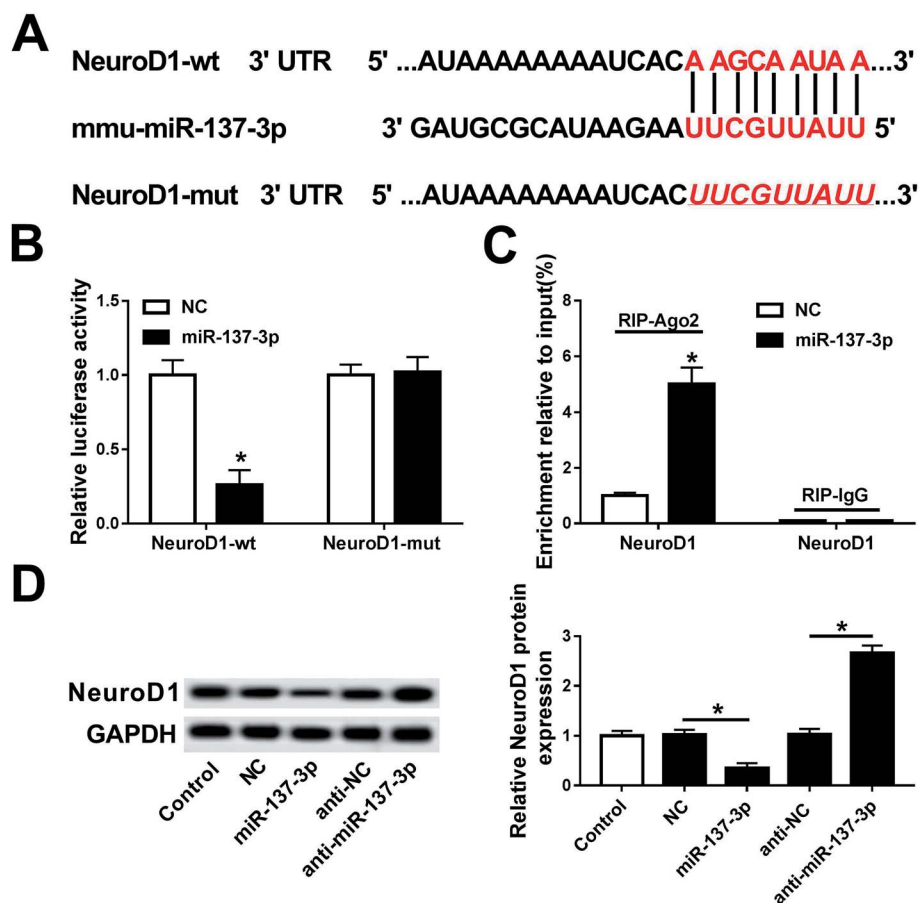 A
NeuroD1-wt 3' UTR 5' ...AUAAAAAAAAUCACAAGCAAUAA...3'
mmu-miR-137-3p 3' GAUGCGCAUAAGAAUUCGUUAUU 5'
NeuroD1-mut 3' UTR 5' ...AUAAAAAAAAUCACUUCGUUAUU...3'
B
Relative luciferase activity
1.5
1.0
0.5
0.0
NC
miR-137-3p
*
NeuroD1-wt NeuroD1-mut
C
Enrichment relative to input(%)
8
6
4
2
0
NC
miR-137-3p
RIP-Ago2
*
RIP-IgG
NeuroD1 NeuroD1
D
NeuroD1
GAPDH
Control NC miR-137-3p anti-NC anti-miR-137-3p
Relative NeuroD1 protein
expression
3
2
1
0
* *
Control NC miR-137-3p anti-NC anti-miR-137-3p